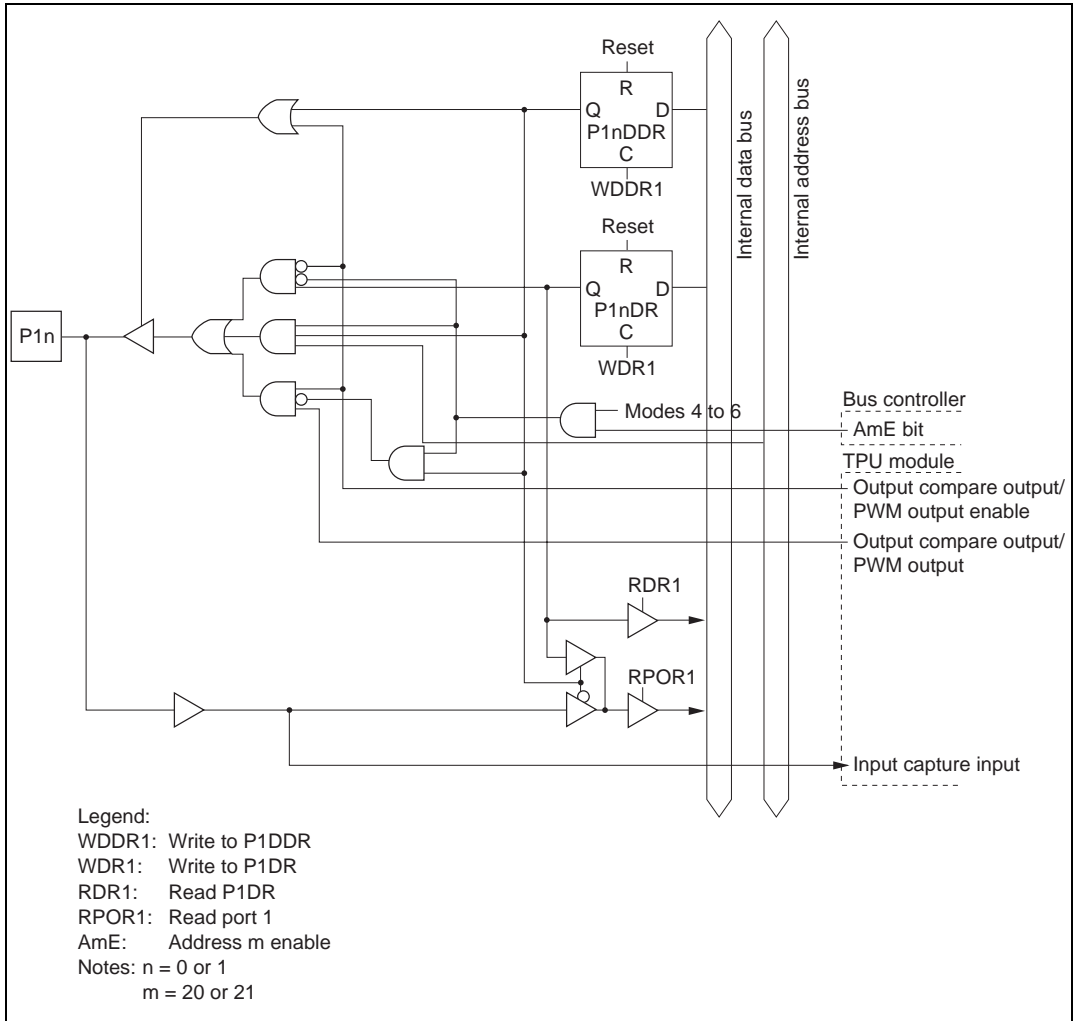 Reset
R
Q D
P1nDDR
C
WDDR1
Reset
R
Q D
P1nDR
C
WDR1
Internal data bus
Internal address bus
P1n
Modes 4 to 6
Bus controller
AmE bit
TPU module
Output compare output/
PWM output enable
Output compare output/
PWM output
RDR1
RPOR1
Input capture input
Legend:
WDDR1: Write to P1DDR
WDR1: Write to P1DR
RDR1: Read P1DR
RPOR1: Read port 1
AmE: Address m enable
Notes: n = 0 or 1
m = 20 or 21